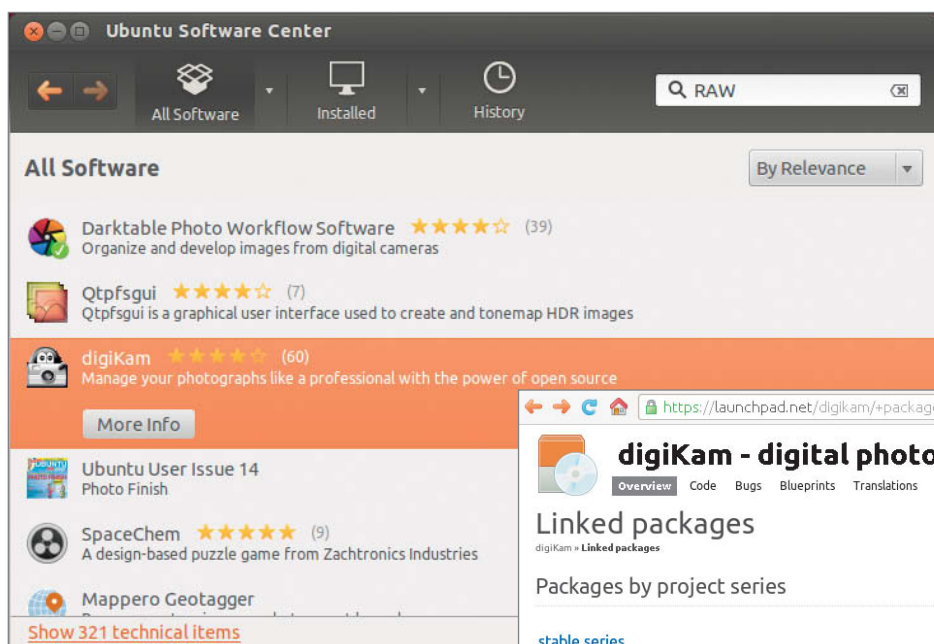 Ubuntu Software Center
All Software
Installed
History
RAW
All Software
By Relevance
Darktable Photo Workflow Software (39)
Organize and develop images from digital cameras
Qtpfsgui (7)
Qtpfsgui is a graphical user interface used to create and tonemap HDR images
digiKam (60)
Manage your photographs like a professional with the power of open source
More Info
Ubuntu User Issue 14
Photo Finish
SpaceChem (9)
A design-based puzzle game from Zachtronics Industries
Mappero Geotagger
Show 321 technical items
https://launchpad.net/digikam/+package
digiKam - digital photo
Overview Code Bugs Blueprints Translations
Linked packages
digiKam » Linked packages
Packages by project series
stable series